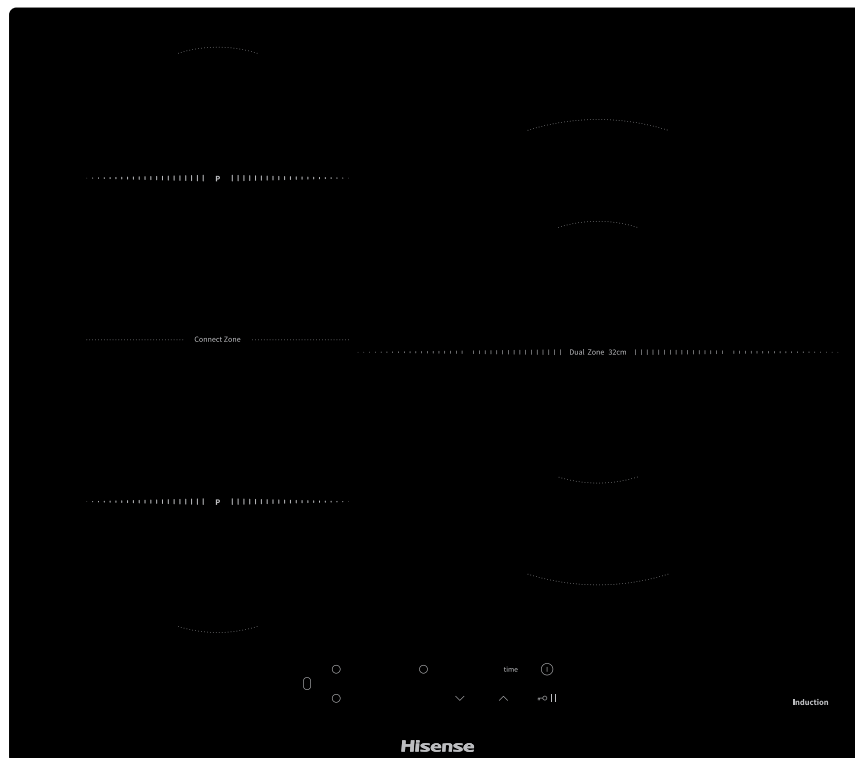 P
Connect Zone
Dual Zone 32cm
P
time
Induction
Hisense